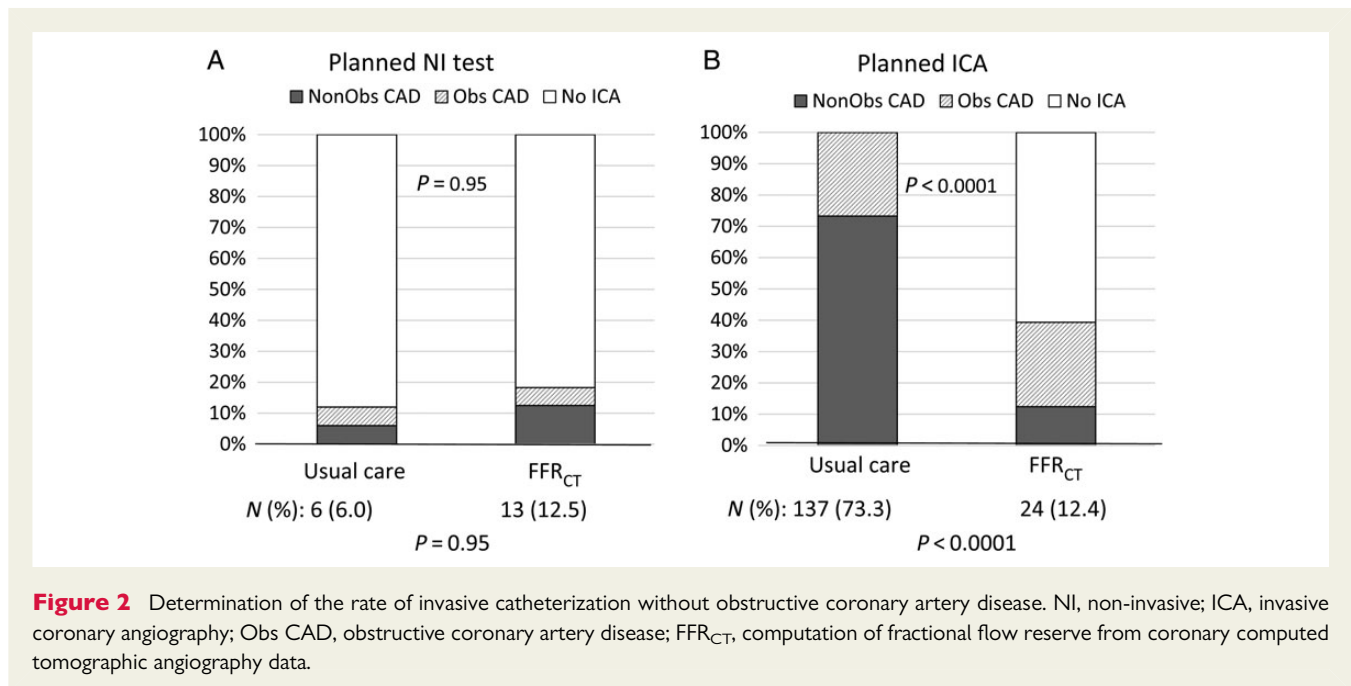 A
Planned NI test
NonObs CAD Obs CAD No ICA
100%
90%
80%
70%
60%
50%
40%
30%
20%
10%
0%
P = 0.95
Usual care FFRCT
N (%): 6 (6.0) 13 (12.5)
P = 0.95
B
Planned ICA
NonObs CAD Obs CAD No ICA
100%
90%
80%
70%
60%
50%
40%
30%
20%
10%
0%
P < 0.0001
Usual care FFRCT
N (%): 137 (73.3) 24 (12.4)
P < 0.0001
Figure 2 Determination of the rate of invasive catheterization without obstructive coronary artery disease. NI, non-invasive; ICA, invasive
coronary angiography; Obs CAD, obstructive coronary artery disease; FFRCT, computation of fractional flow reserve from coronary computed
tomographic angiography data.